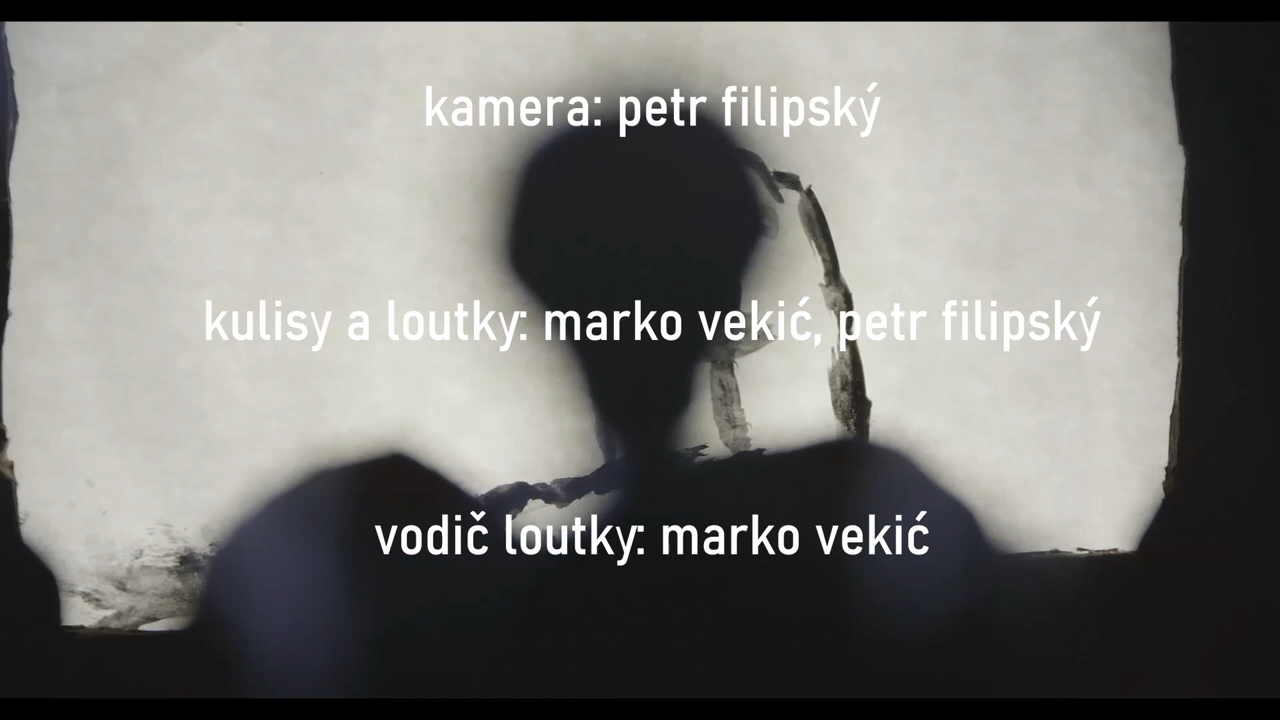 kamera: petr filipský
kulisy a loutky: marko vekić, petr filipský
vodič loutky: marko vekić